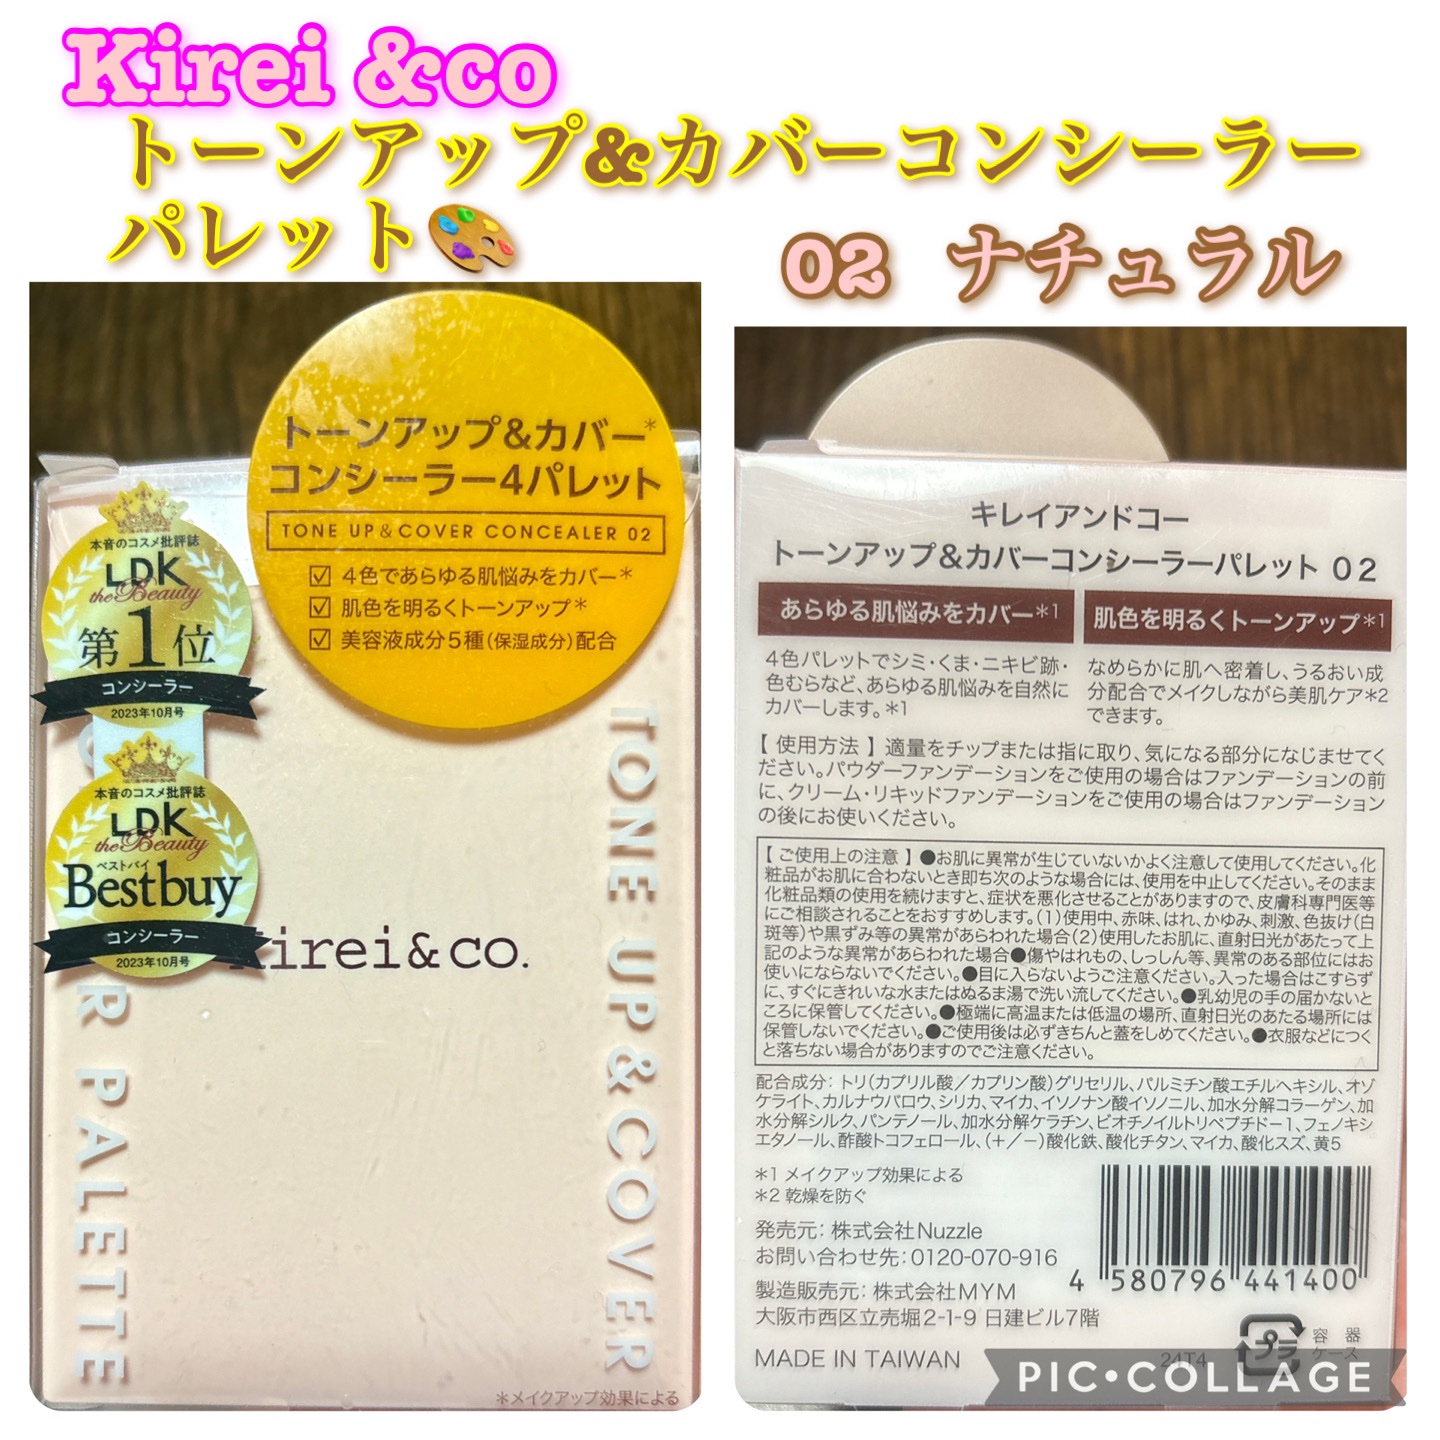 Kirei &co
トーンアップ&カバーコンシーラー
パレット🎨
02 ナチュラル
トーンアップ&カバー*
コンシーラー4パレット
TONE UP & COVER CONCEALER 02
☑ 4色であらゆる肌悩みをカバー*
☑ 肌色を明るくトーンアップ*
☑ 美容液成分5種(保湿成分)配合
本音のコスメ批評誌
LDK
the Beauty
第1位
コンシーラー
2023年10月号
本音のコスメ批評誌
LDK
the Beauty
ベストバイ
Bestbuy
コンシーラー
2023年10月号
Kirei&co.
TONE UP&COVER
R PALETTE
*メイクアップ効果による
キレイアンドコー
トーンアップ&カバーコンシーラーパレット 02
あらゆる肌悩みをカバー*1
4色パレットでシミ・くま・ニキビ跡・
色むらなど、あらゆる肌悩みを自然に
カバーします。*1
肌色を明るくトーンアップ*1
なめらかに肌へ密着し、うるおい成
分配合でメイクしながら美肌ケア*2
できます。
【 使用方法 】 適量をチップまたは指に取り、気になる部分になじませてく
ださい。パウダーファンデーションをご使用の場合はファンデーションの前
に、クリーム・リキッドファンデーションをご使用の場合はファンデーション
の後にお使いください。
【 ご使用上の注意 】 ●お肌に異常が生じていないかよく注意して使用してください。化
粧品がお肌に合わないとき即ち次のような場合には、使用を中止してください。そのまま
化粧品類の使用を続けますと、症状を悪化させることがありますので、皮膚科専門医等
にご相談されることをおすすめします。(1)使用中、赤味、はれ、かゆみ、刺激、色抜け(白
斑等)や黒ずみ等の異常があらわれた場合(2)使用したお肌に、直射日光があたって上
記のような異常があらわれた場合●傷やはれもの、しっしん等、異常のある部位にはお
使いにならないでください。●目に入らないようご注意ください。入った場合はこすらず
に、すぐにきれいな水またはぬるま湯で洗い流してください。●乳幼児の手の届かないと
ころに保管してください。●極端に高温または低温の場所、直射日光のあたる場所には
保管しないでください。●ご使用後は必ずきちんと蓋をしめてください。●衣服などにつく
と落ちない場合がありますのでご注意ください。
配合成分: トリ(カプリル酸/カプリン酸)グリセリル、パルミチン酸エチルヘキシル、オゾ
ケライト、カルナウバロウ、シリカ、マイカ、イソノナン酸イソノニル、加水分解コラーゲン、加
水分解シルク、パンテノール、加水分解ケラチン、ビオチノイルトリペプチド-1、フェノキシ
エタノール、酢酸トコフェロール、(+/-)酸化鉄、酸化チタン、マイカ、酸化スズ、黄5
*1 メイクアップ効果による
*2 乾燥を防ぐ
発売元: 株式会社Nuzzle
お問い合わせ先: 0120-070-916
製造販売元: 株式会社MYM
大阪市西区立売堀2-1-9 日建ビル7階
MADE IN TAIWAN
4 580796 441400
24T4
プラ
容器
ケース
PIC•COLLAGE